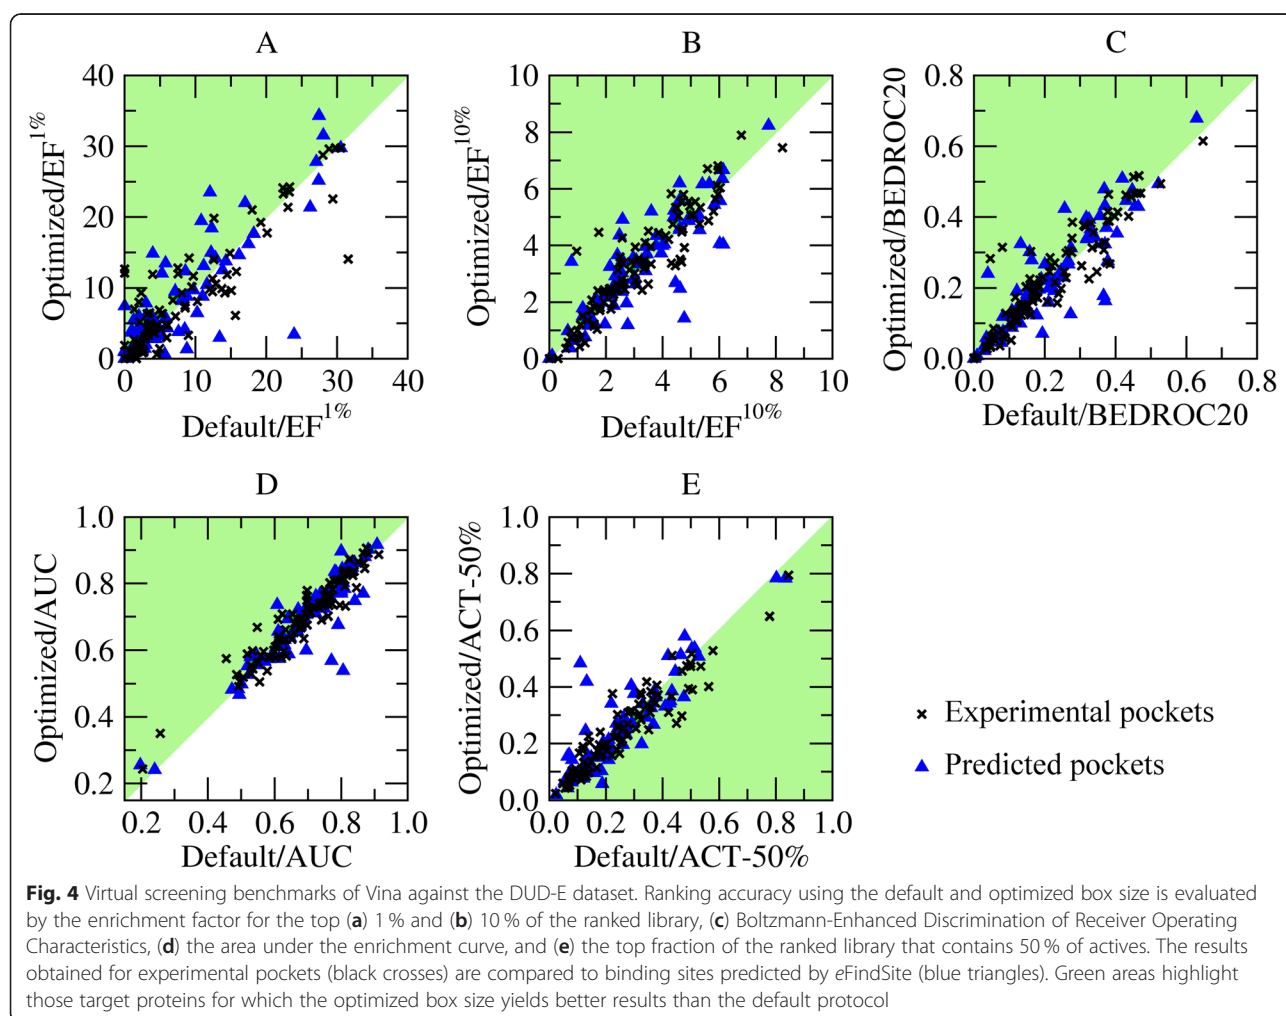 A
B
C
40
30
20
10
0
0 10 20 30 40
Optimized/EF1%
Default/EF1%
10
8
6
4
2
0
0 2 4 6 8 10
Optimized/EF10%
Default/EF10%
0.8
0.6
0.4
0.2
0.0
0.0 0.2 0.4 0.6 0.8
Optimized/BEDROC20
Default/BEDROC20
D
E
1.0
0.8
0.6
0.4
0.2
0.2 0.4 0.6 0.8 1.0
Optimized/AUC
Default/AUC
1.0
0.8
0.6
0.4
0.2
0.0
0.0 0.2 0.4 0.6 0.8 1.0
Optimized/ACT-50%
Default/ACT-50%
Experimental pockets
Predicted pockets
Fig. 4 Virtual screening benchmarks of Vina against the DUD-E dataset. Ranking accuracy using the default and optimized box size is evaluated
by the enrichment factor for the top (a) 1 % and (b) 10 % of the ranked library, (c) Boltzmann-Enhanced Discrimination of Receiver Operating
Characteristics, (d) the area under the enrichment curve, and (e) the top fraction of the ranked library that contains 50 % of actives. The results
obtained for experimental pockets (black crosses) are compared to binding sites predicted by eFindSite (blue triangles). Green areas highlight
those target proteins for which the optimized box size yields better results than the default protocol